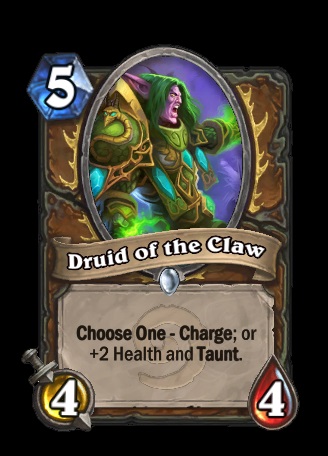 5
Druid of the Claw
Choose One - Charge; or
+2 Health and Taunt.
4 4